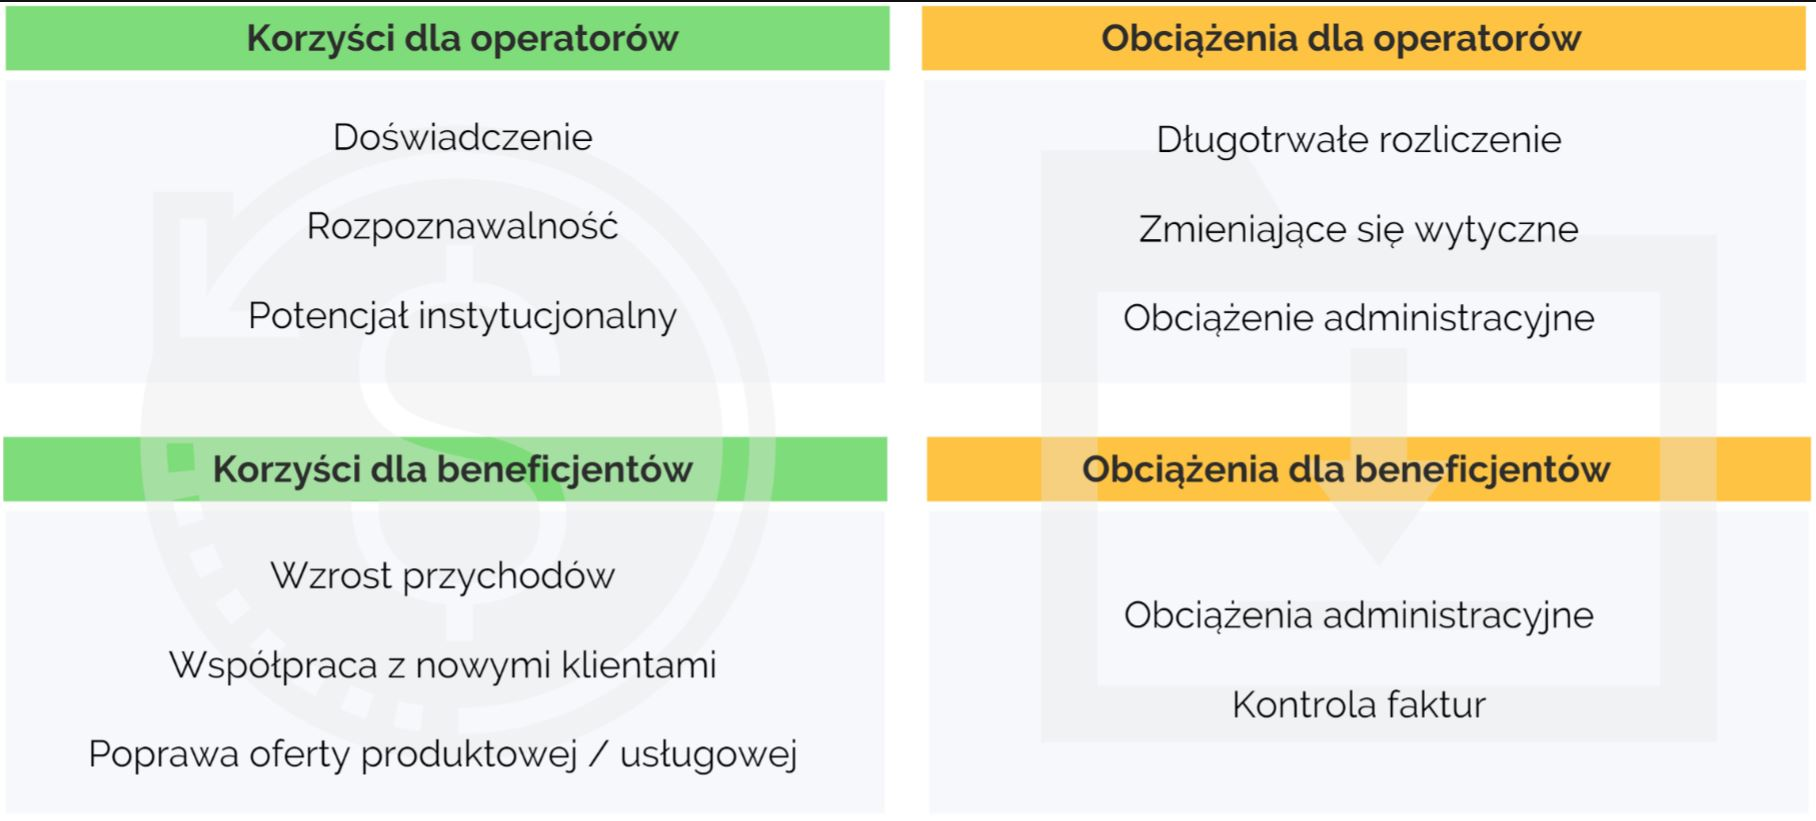 Korzyści dla operatorów
Doświadczenie
Rozpoznawalność
Potencjał instytucjonalny
Obciążenia dla operatorów
Długotrwałe rozliczenie
Zmieniające się wytyczne
Obciążenie administracyjne
Korzyści dla beneficjentów
Wzrost przychodów
Współpraca z nowymi klientami
Poprawa oferty produktowej / usługowej
Obciążenia dla beneficjentów
Obciążenia administracyjne
Kontrola faktur